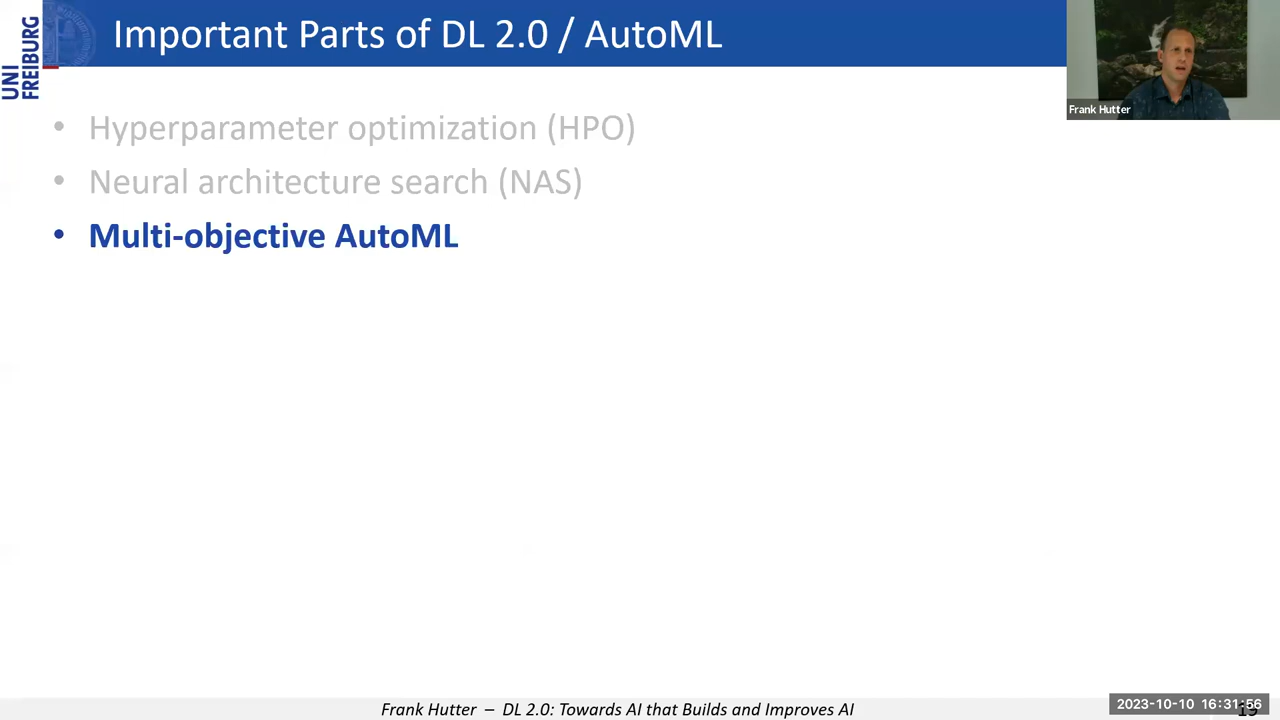 UNI
FREIBURG
Important Parts of DL 2.0 / AutoML
Frank Hutter
• Hyperparameter optimization (HPO)
• Neural architecture search (NAS)
• Multi-objective AutoML
Frank Hutter – DL 2.0: Towards AI that Builds and Improves AI
2023-10-10 16:31:56
19